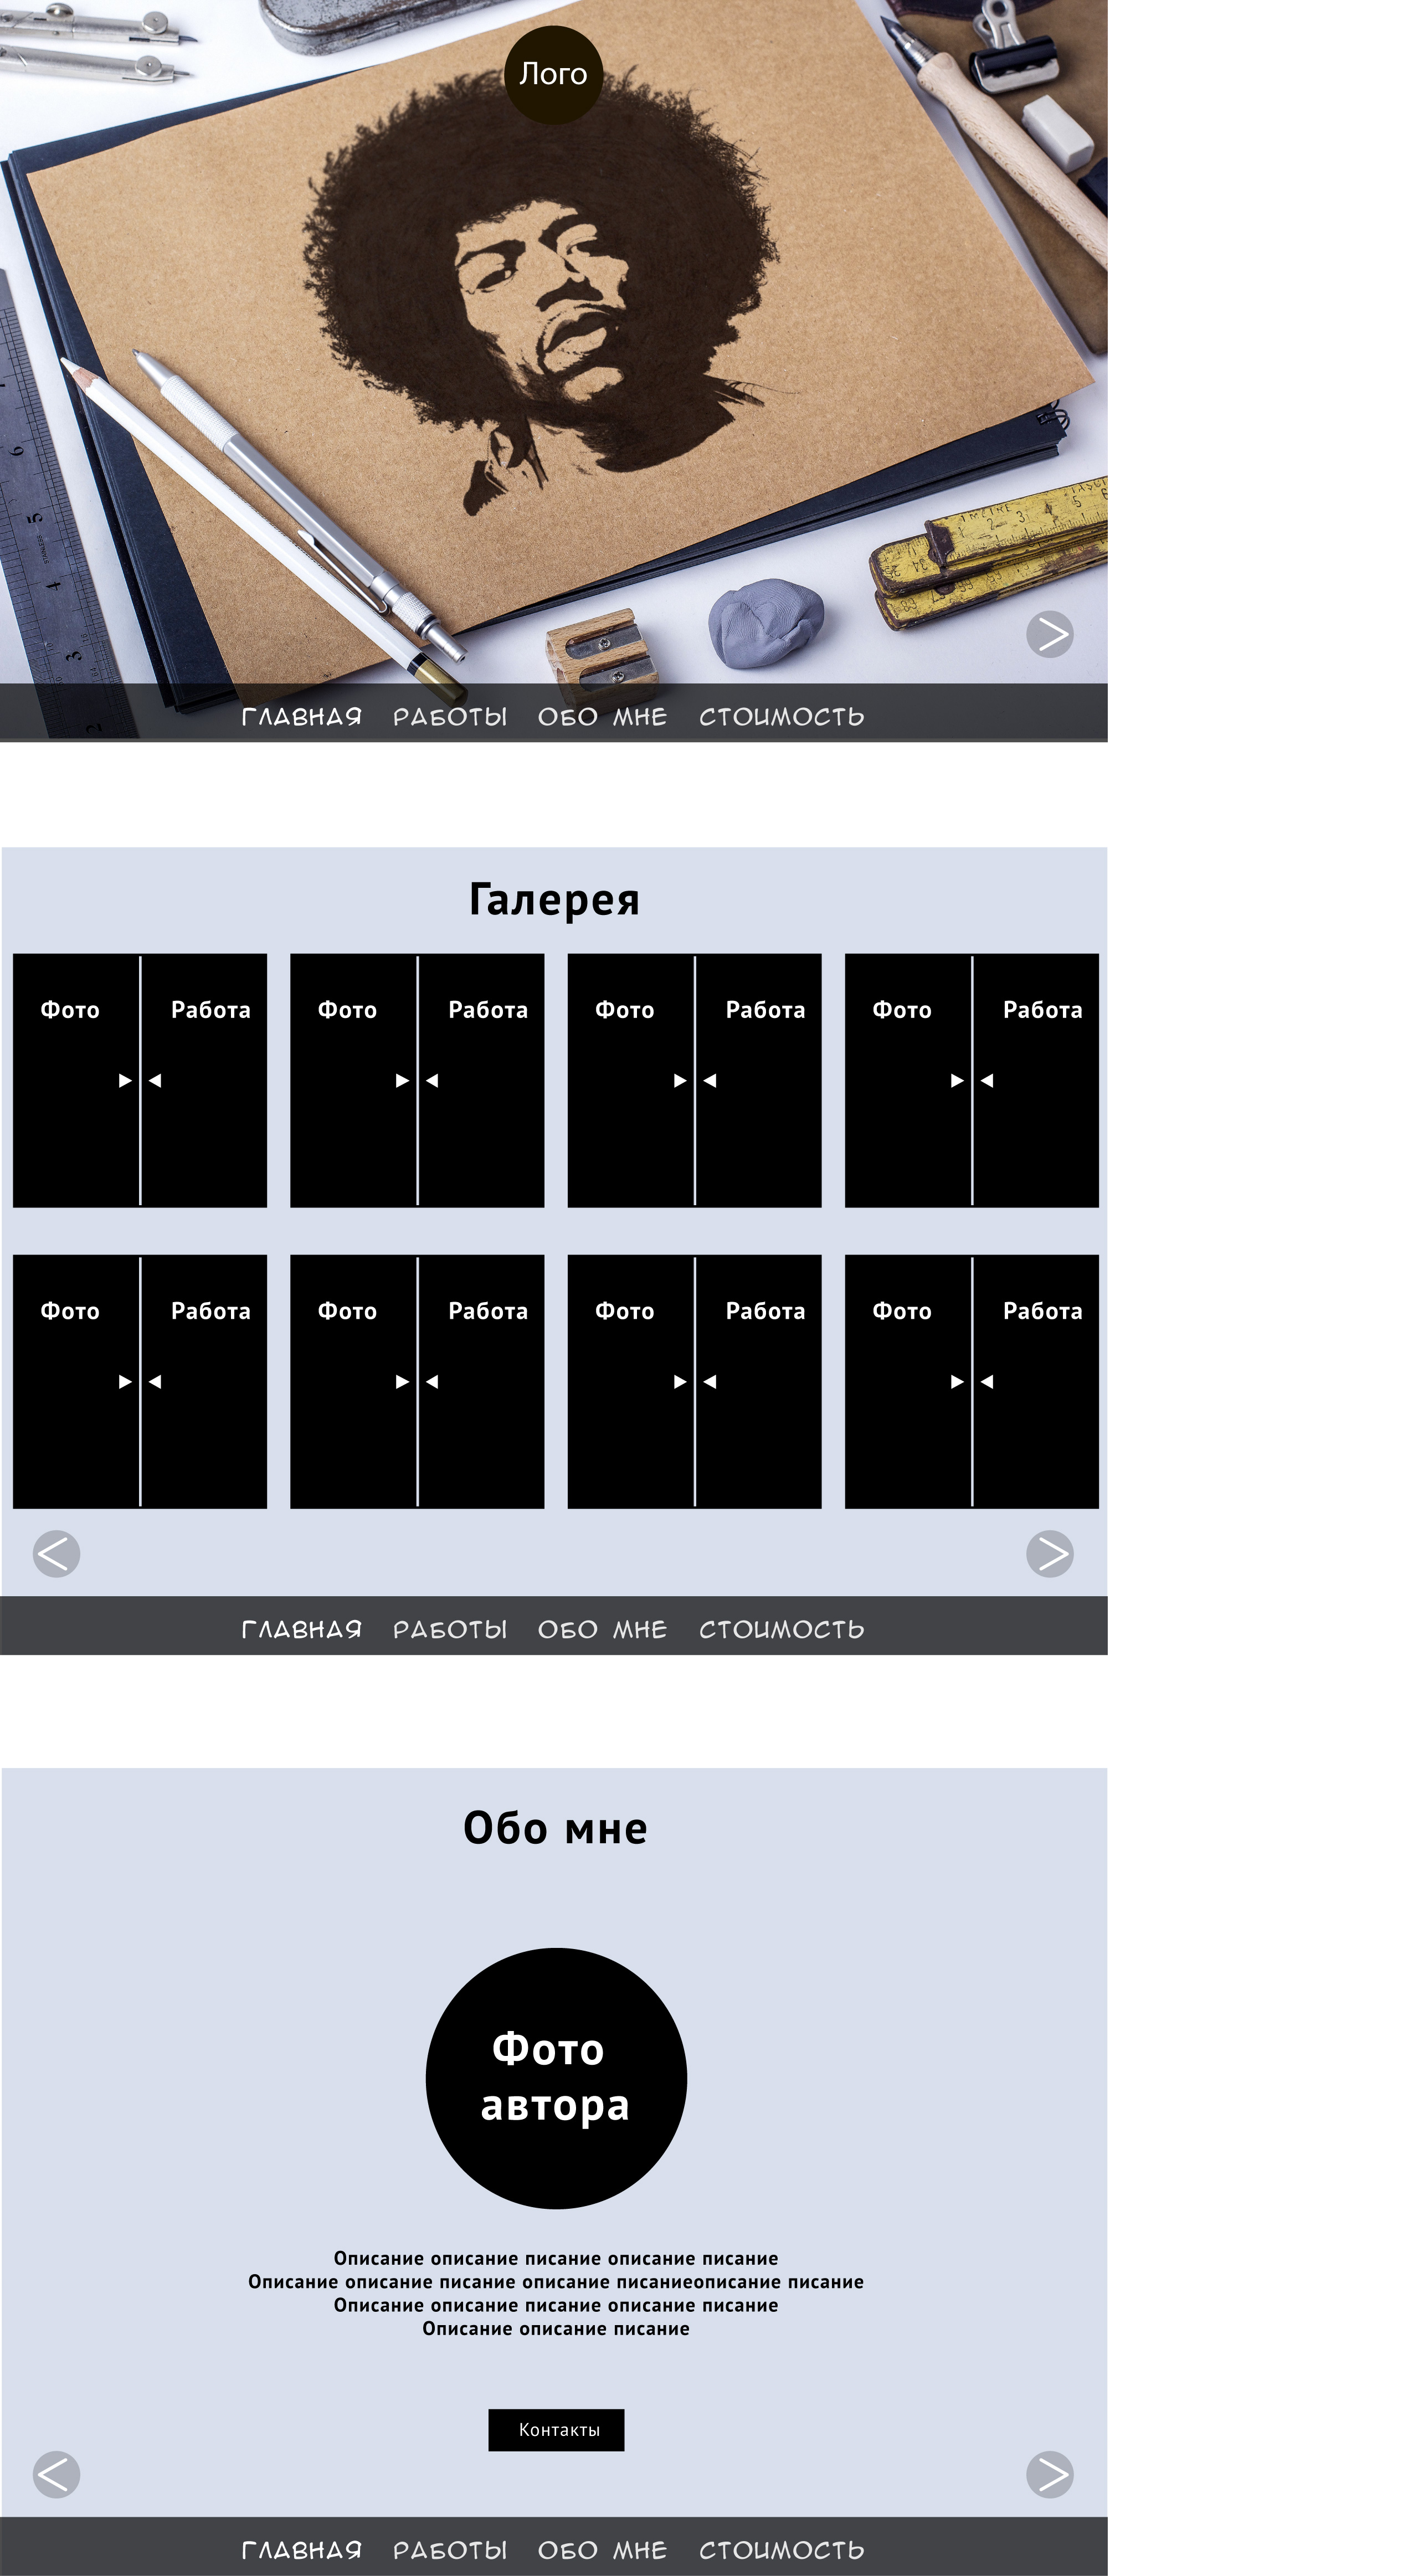 Лого
ГЛАВНАЯ РАБОТЫ ОБО МНЕ СТОИМОСТЬ
Галерея
Фото Работа Фото Работа Фото Работа Фото Работа
Фото Работа Фото Работа Фото Работа Фото Работа
ГЛАВНАЯ РАБОТЫ ОБО МНЕ СТОИМОСТЬ
Обо мне
Фото
автора
Описание описание писание описание писание
Описание описание писание описание писаниеописание писание
Описание описание писание описание писание
Описание описание писание
Контакты
ГЛАВНАЯ РАБОТЫ ОБО МНЕ СТОИМОСТЬ